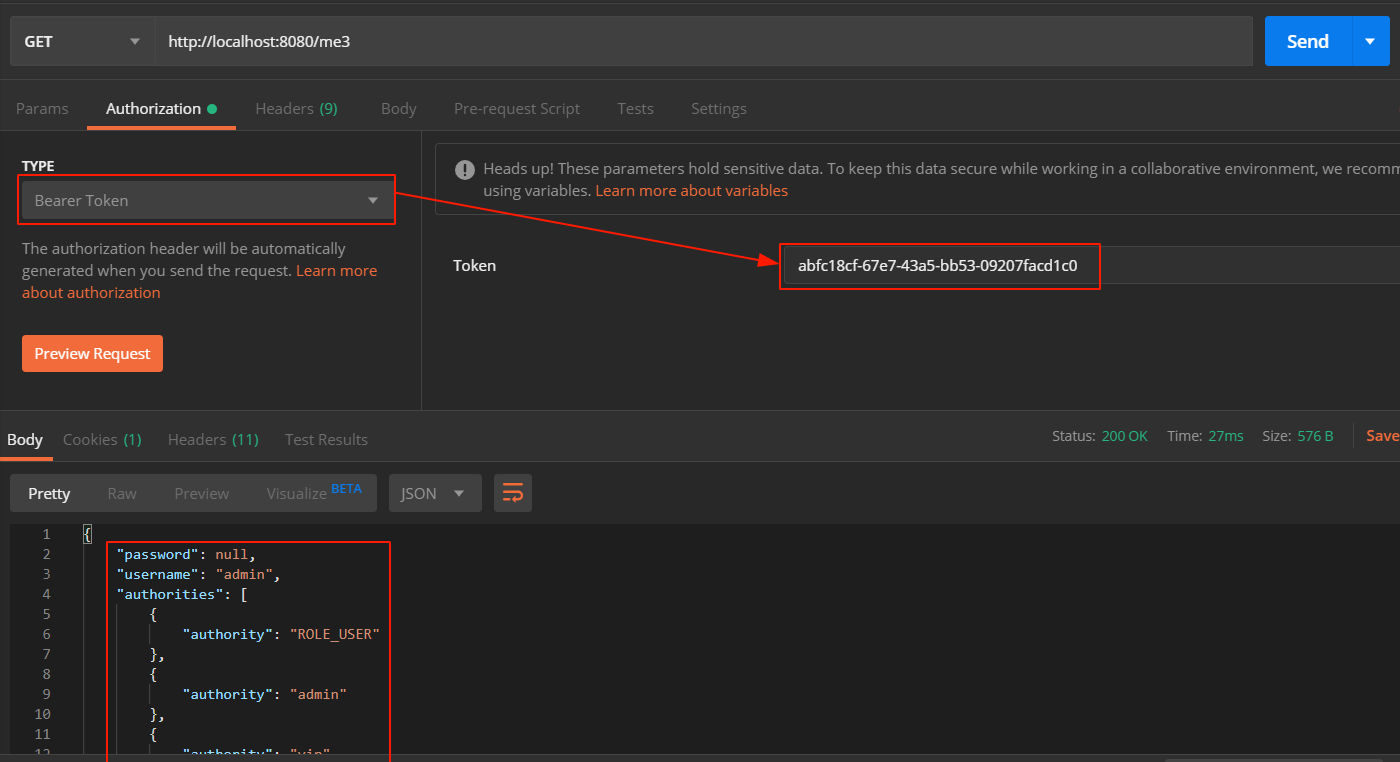 GET
http://localhost:8080/me3
Send
Params
Authorization
Headers (9)
Body
Pre-request Script
Tests
Settings
TYPE
Bearer Token
The authorization header will be automatically
generated when you send the request. Learn more
about authorization
Preview Request
Heads up! These parameters hold sensitive data. To keep this data secure while working in a collaborative environment, we recomm
using variables. Learn more about variables
Token
abfc18cf-67e7-43a5-bb53-09207facd1c0
Body
Cookies (1)
Headers (11)
Test Results
Status: 200 OK
Time: 27ms
Size: 576 B
Save
Pretty
Raw
Preview
Visualize BETA
JSON
1 {
2 "password": null,
3 "username": "admin",
4 "authorities": [
5 {
6 "authority": "ROLE_USER"
7 },
8 {
9 "authority": "admin"
10 },
11 {
12 "authority": "vip"